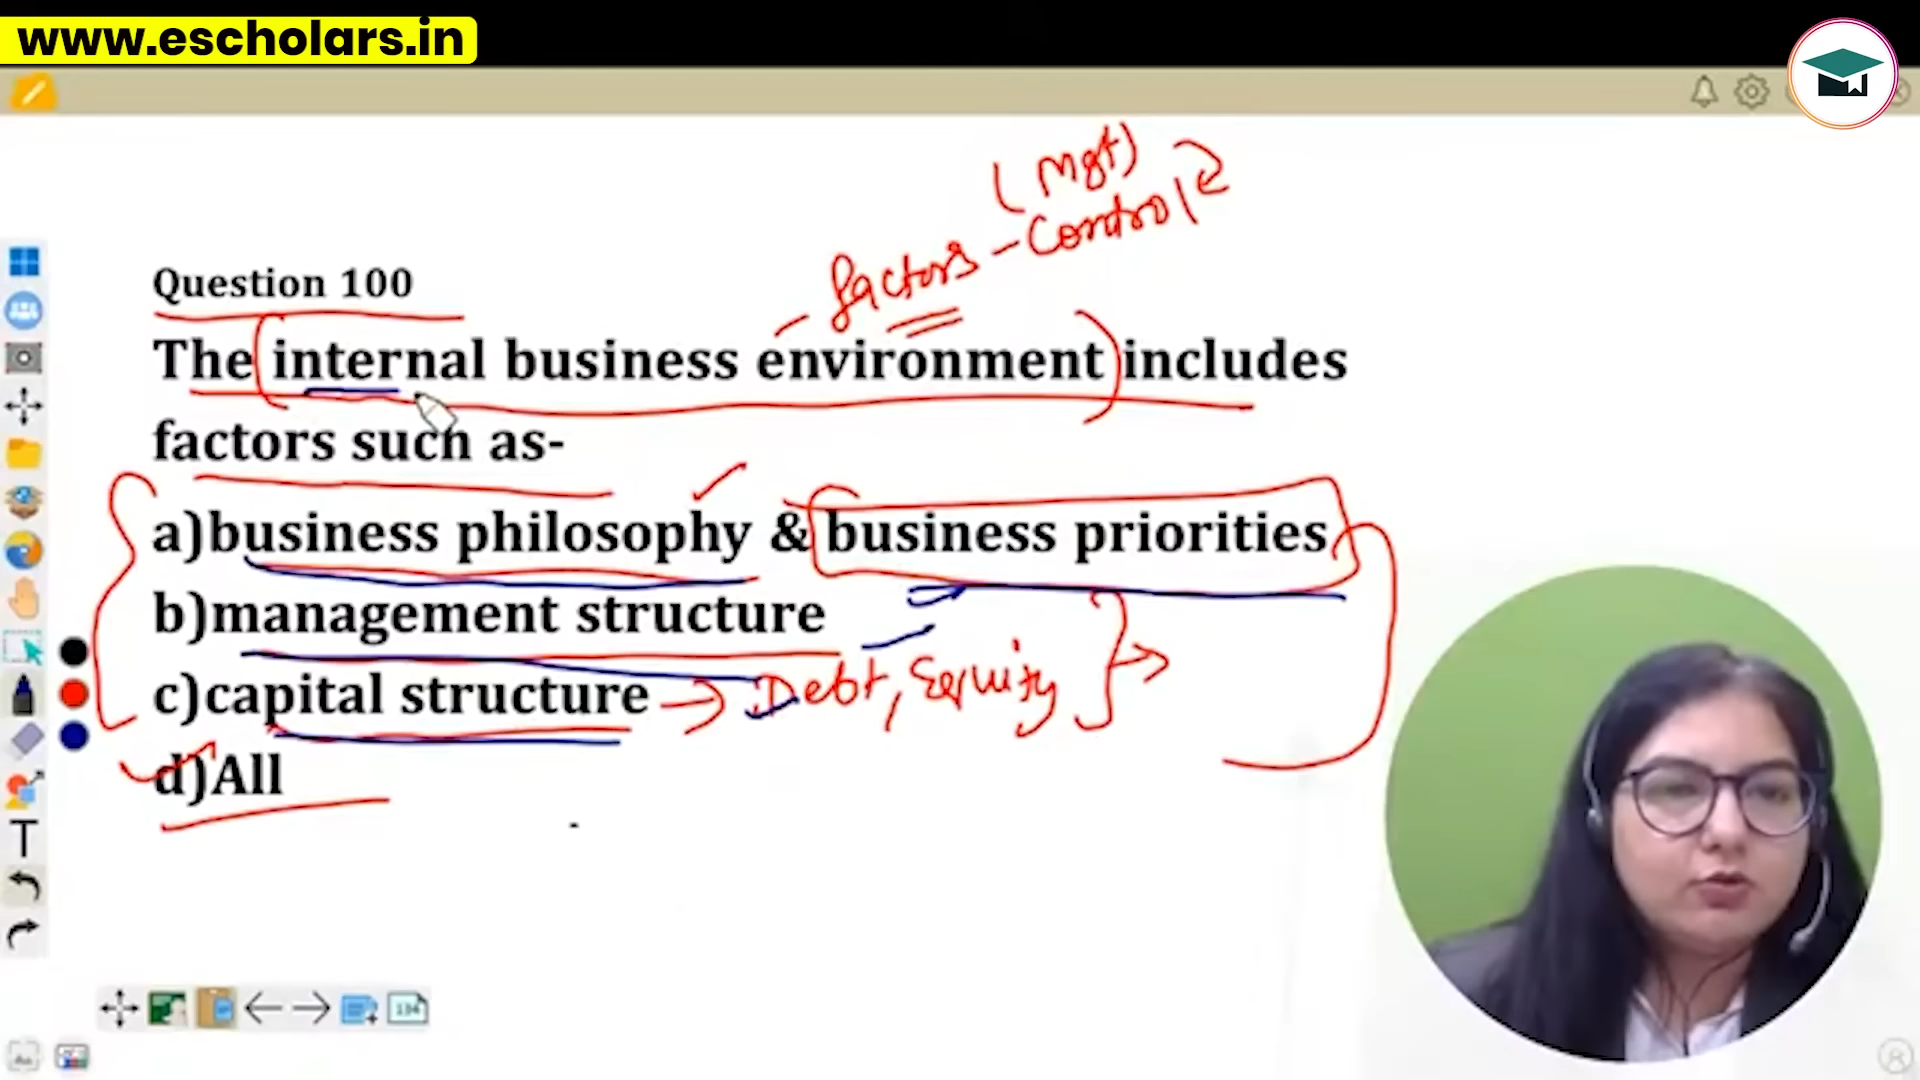 www.escholars.in
(Mgt)
- factors - Control
Question 100
The internal business environment includes
factors such as-
a)business philosophy & business priorities
b)management structure
c)capital structure → Debt, Equity } →
d)All
T
134